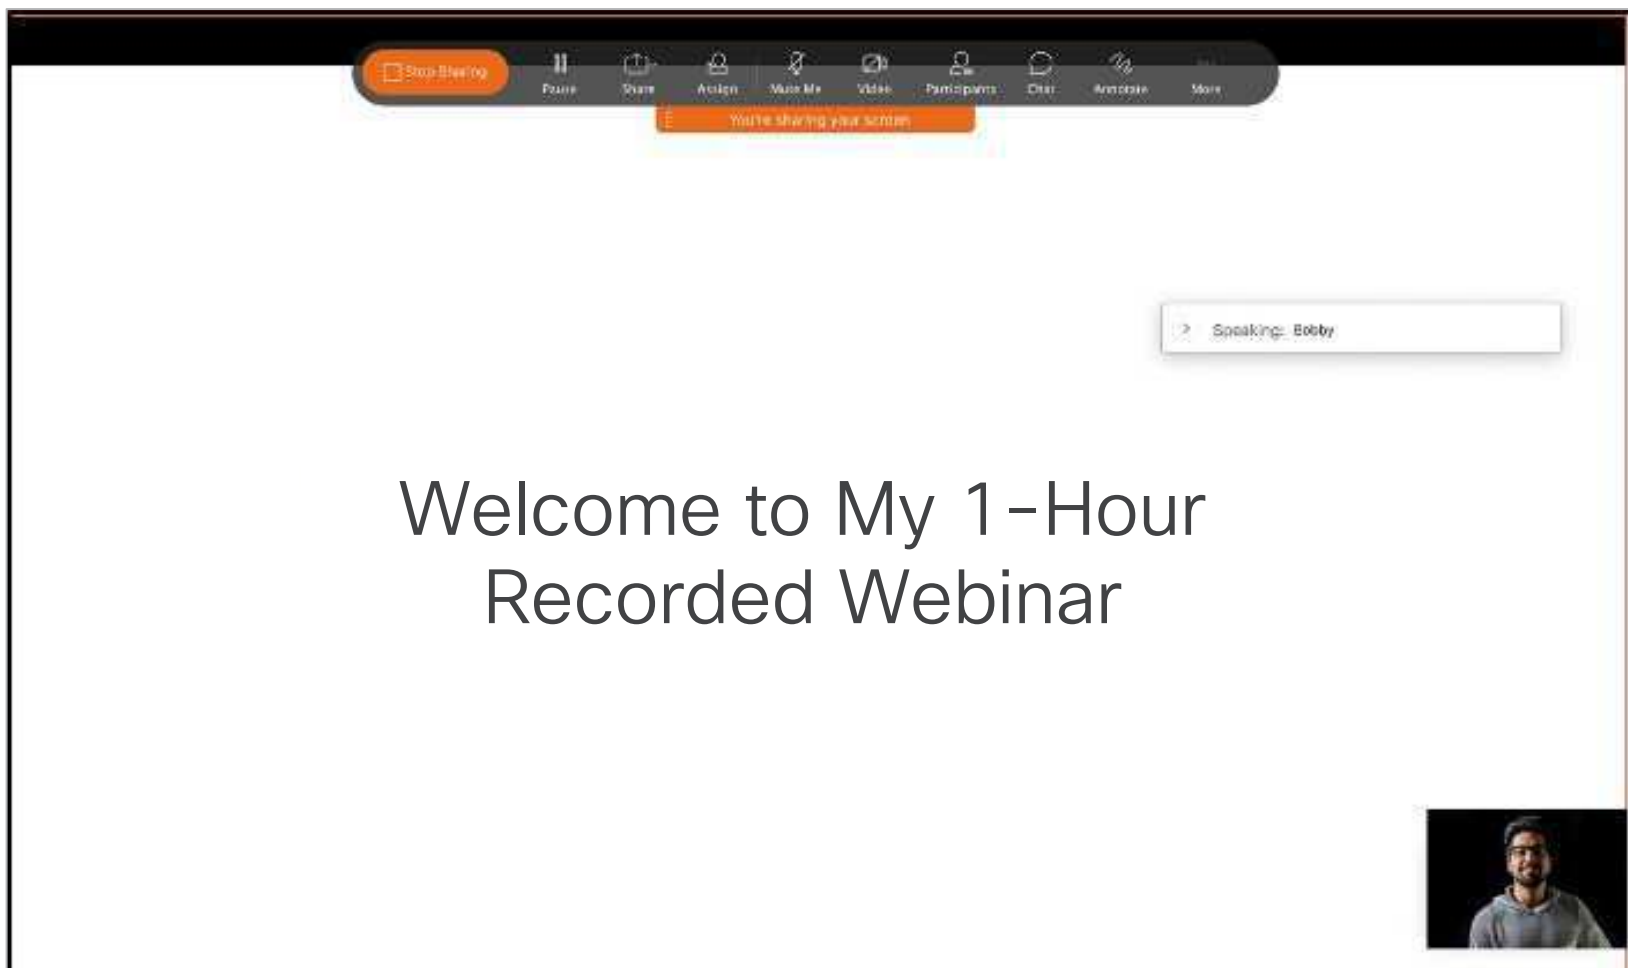 Stop Sharing
Pause Share Assign Mute Me Video Participants Chat Annotate More
You're sharing your screen
Speaking: Bobby
Welcome to My 1-Hour
Recorded Webinar